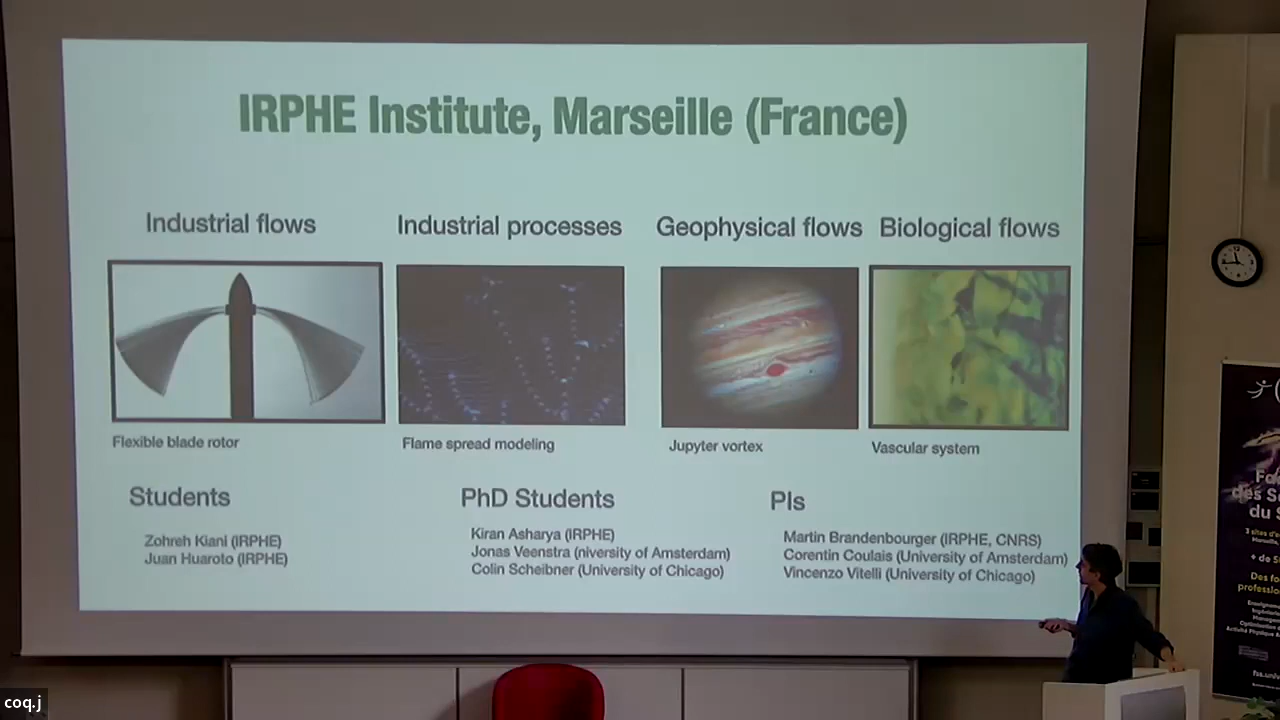 IRPHE Institute, Marseille (France)
Industrial flows
Industrial processes
Geophysical flows
Biological flows
Flexible blade rotor
Flame spread modeling
Jupyter vortex
Vascular system
Students
Zohreh Kiani (IRPHE)
Juan Huaroto (IRPHE)
PhD Students
Kiran Asharya (IRPHE)
Jonas Veenstra (niversity of Amsterdam)
Colin Scheibner (University of Chicago)
PIs
Martin Brandenbourger (IRPHE, CNRS)
Corentin Coulais (University of Amsterdam)
Vincenzo Vitelli (University of Chicago)
des S
du S
coq.j